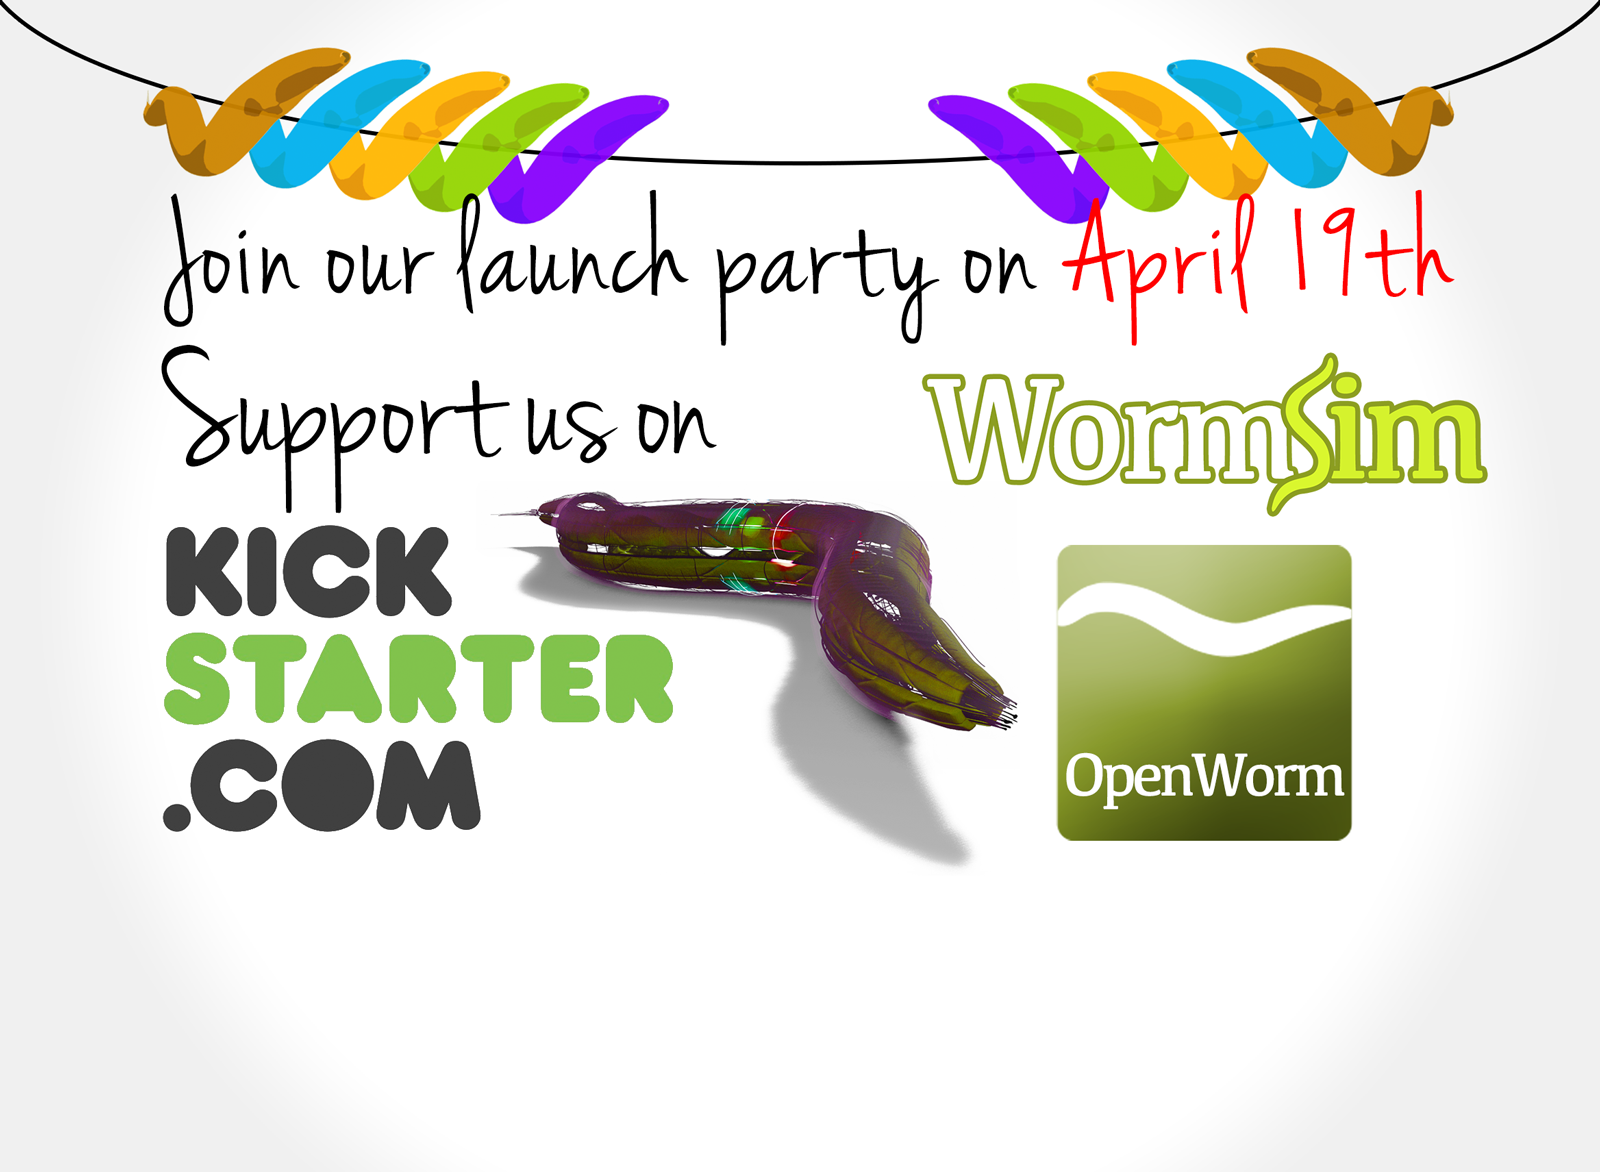 Join our launch party on April 19th
Support us on
WormSim
KICK
STARTER
.COM
OpenWorm